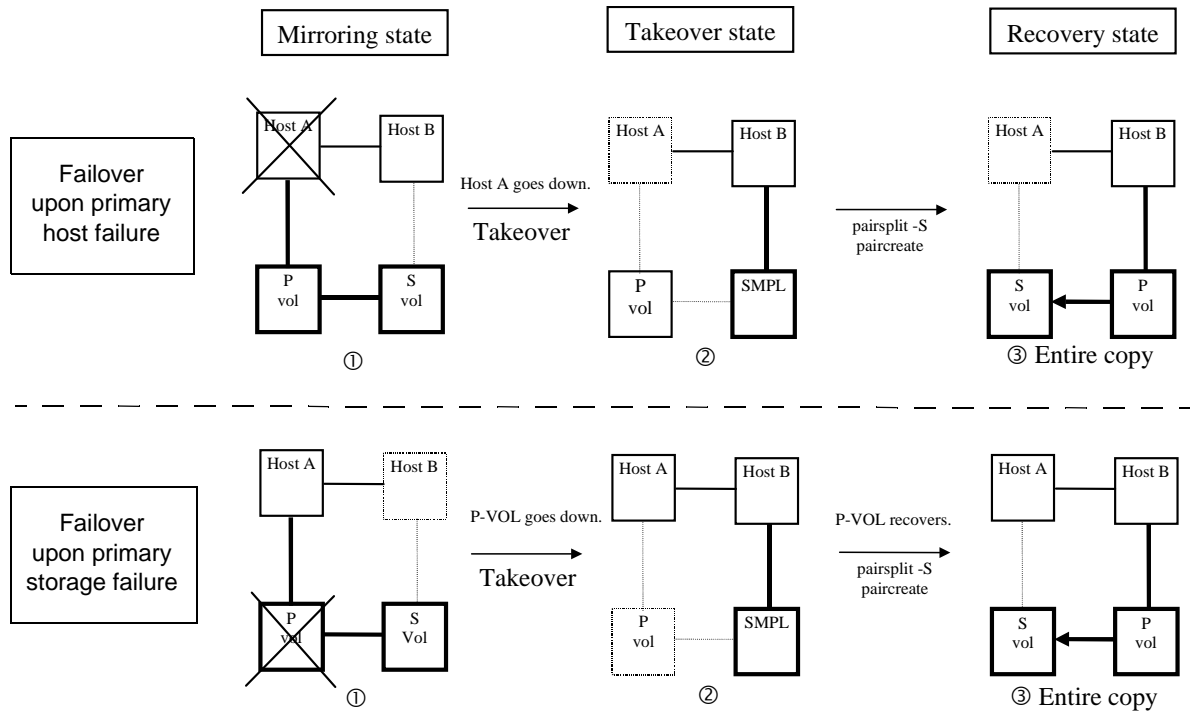 Mirroring state
Takeover state
Recovery state
Failover
upon primary
host failure
Host A
Host B
P
vol
S
vol
①
Host A goes down.
Takeover
Host A
Host B
P
vol
SMPL
②
pairsplit -S
paircreate
Host A
Host B
S
vol
P
vol
③ Entire copy
Failover
upon primary
storage failure
Host A
Host B
P
vol
S
Vol
①
P-VOL goes down.
Takeover
Host A
Host B
P
vol
SMPL
②
P-VOL recovers.
pairsplit -S
paircreate
Host A
Host B
S
vol
P
vol
③ Entire copy